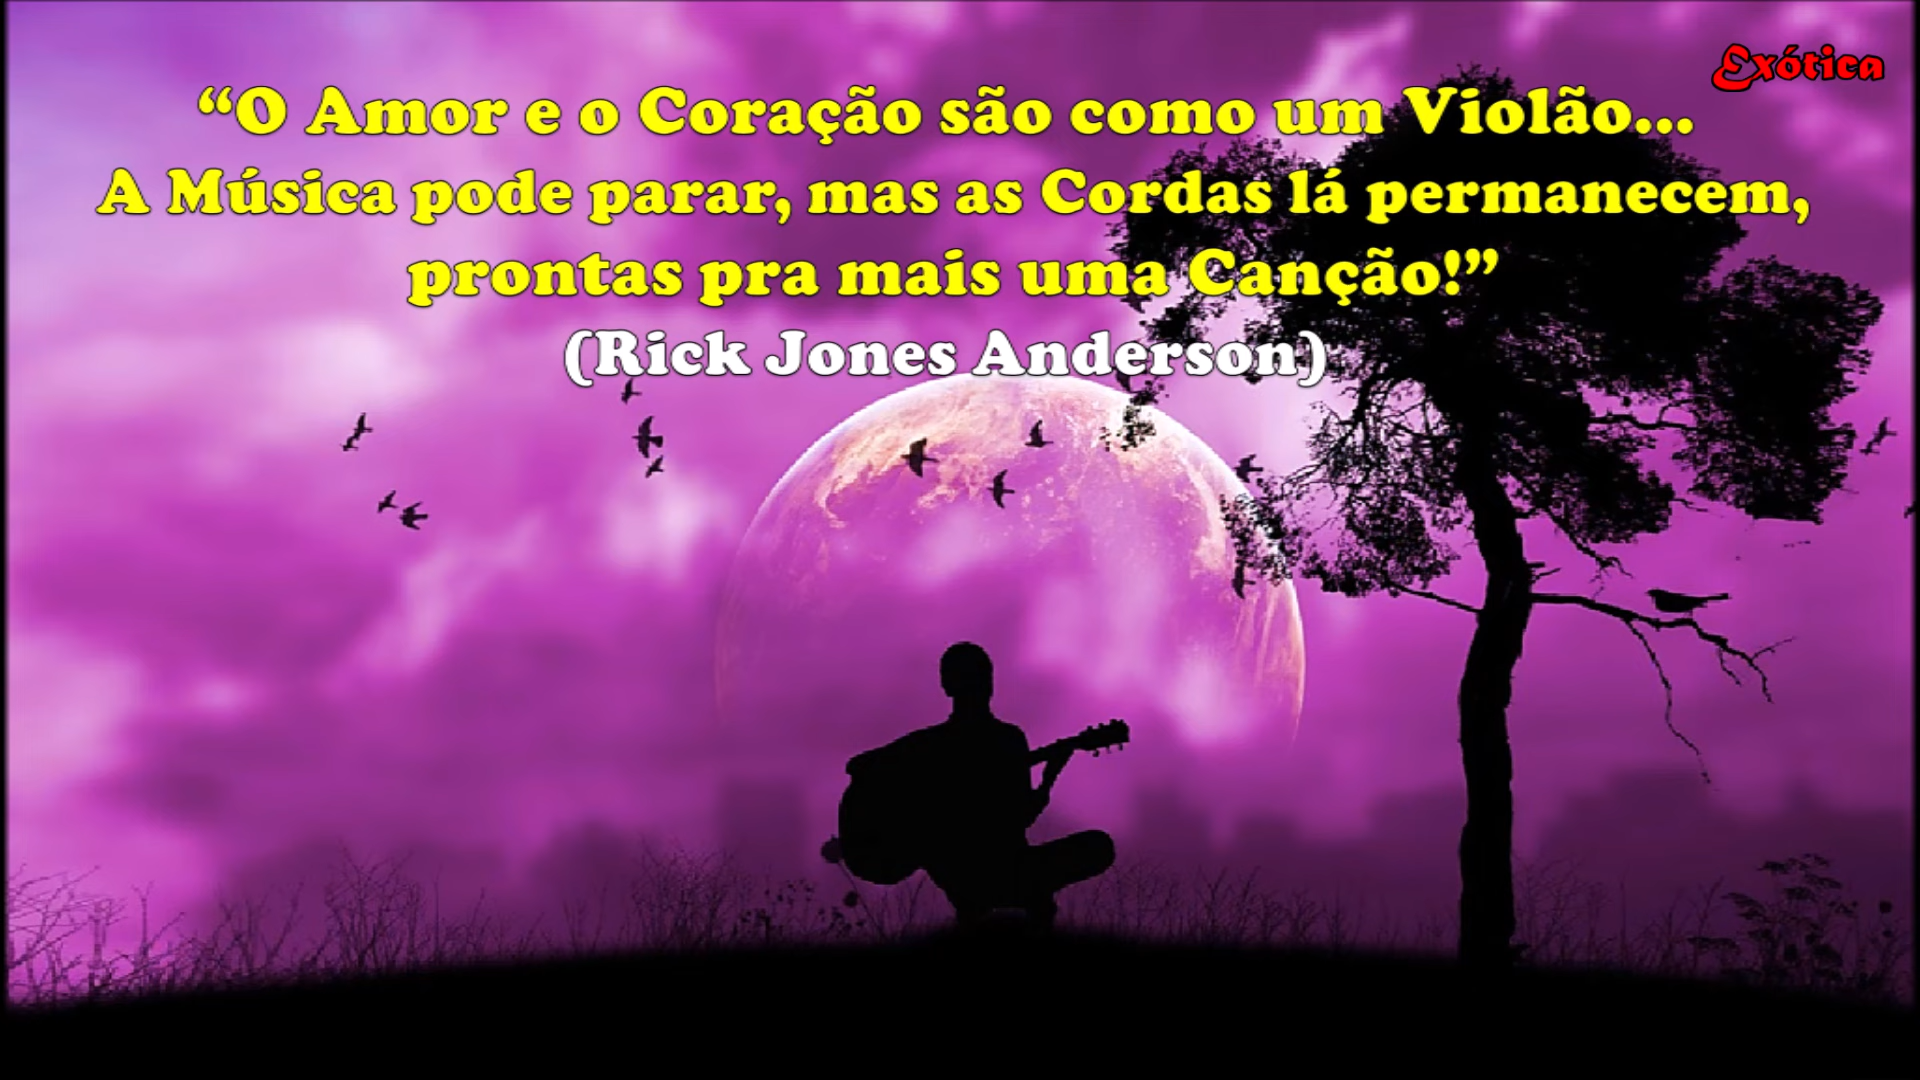 Exótica
“O Amor e o Coração são como um Violão...
A Música pode parar, mas as Cordas lá permanecem,
prontas pra mais uma Canção!”
(Rick Jones Anderson)